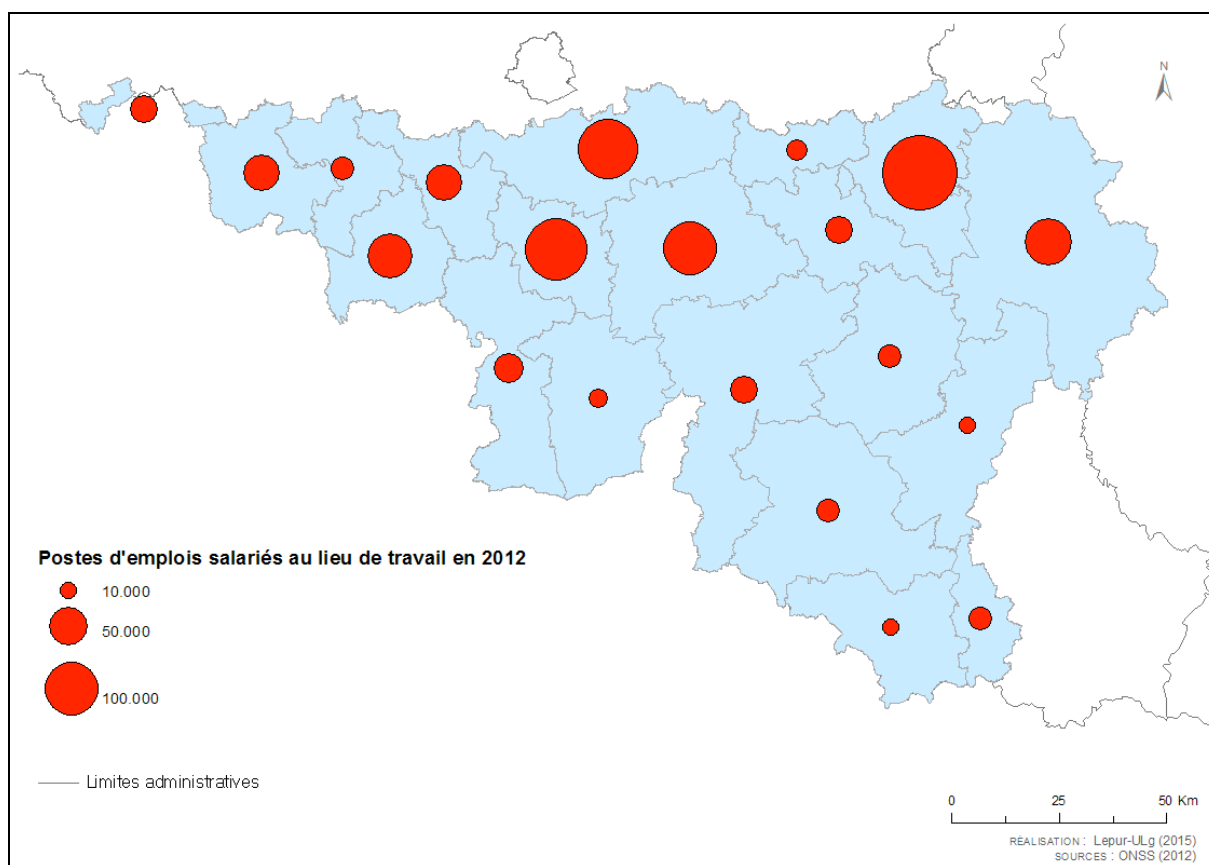 N
Postes d'emplois salariés au lieu de travail en 2012
10.000
50.000
100.000
Limites administratives
0 25 50 Km
RÉALISATION : Lepur-ULg (2015)
SOURCES : ONSS (2012)